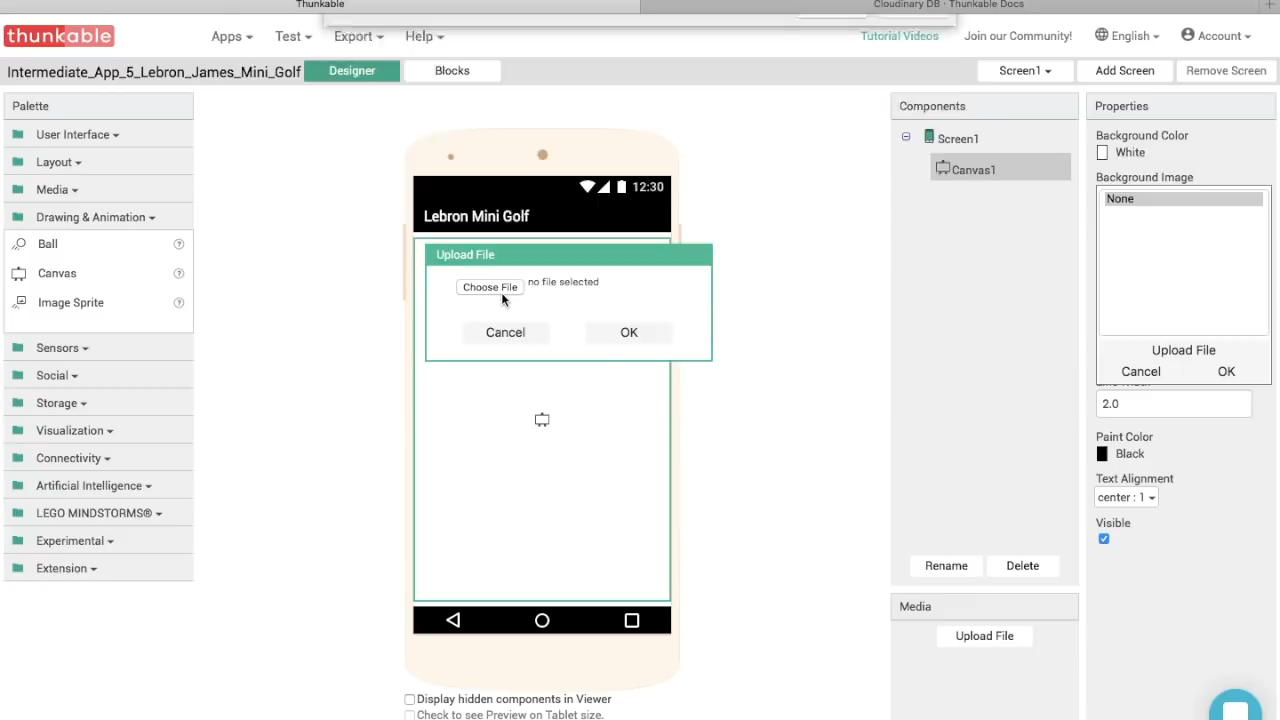 Thunkable
Cloudinary DB · Thunkable Docs
thunkable
Apps
Test
Export
Help
Tutorial Videos
Join our Community!
English
Account
Intermediate_App_5_Lebron_James_Mini_Golf
Designer
Blocks
Screen1
Add Screen
Remove Screen
Palette
User Interface
Layout
Media
Drawing & Animation
Ball
?
Canvas
?
Image Sprite
?
Sensors
Social
Storage
Visualization
Connectivity
Artificial Intelligence
LEGO MINDSTORMS®
Experimental
Extension
12:30
Lebron Mini Golf
Upload File
Choose File no file selected
Cancel
OK
Display hidden components in Viewer
Check to see Preview on Tablet size.
Components
Screen1
Canvas1
Rename
Delete
Media
Upload File
Properties
Background Color
White
Background Image
None
Upload File
Cancel
OK
2.0
Paint Color
Black
Text Alignment
center : 1
Visible